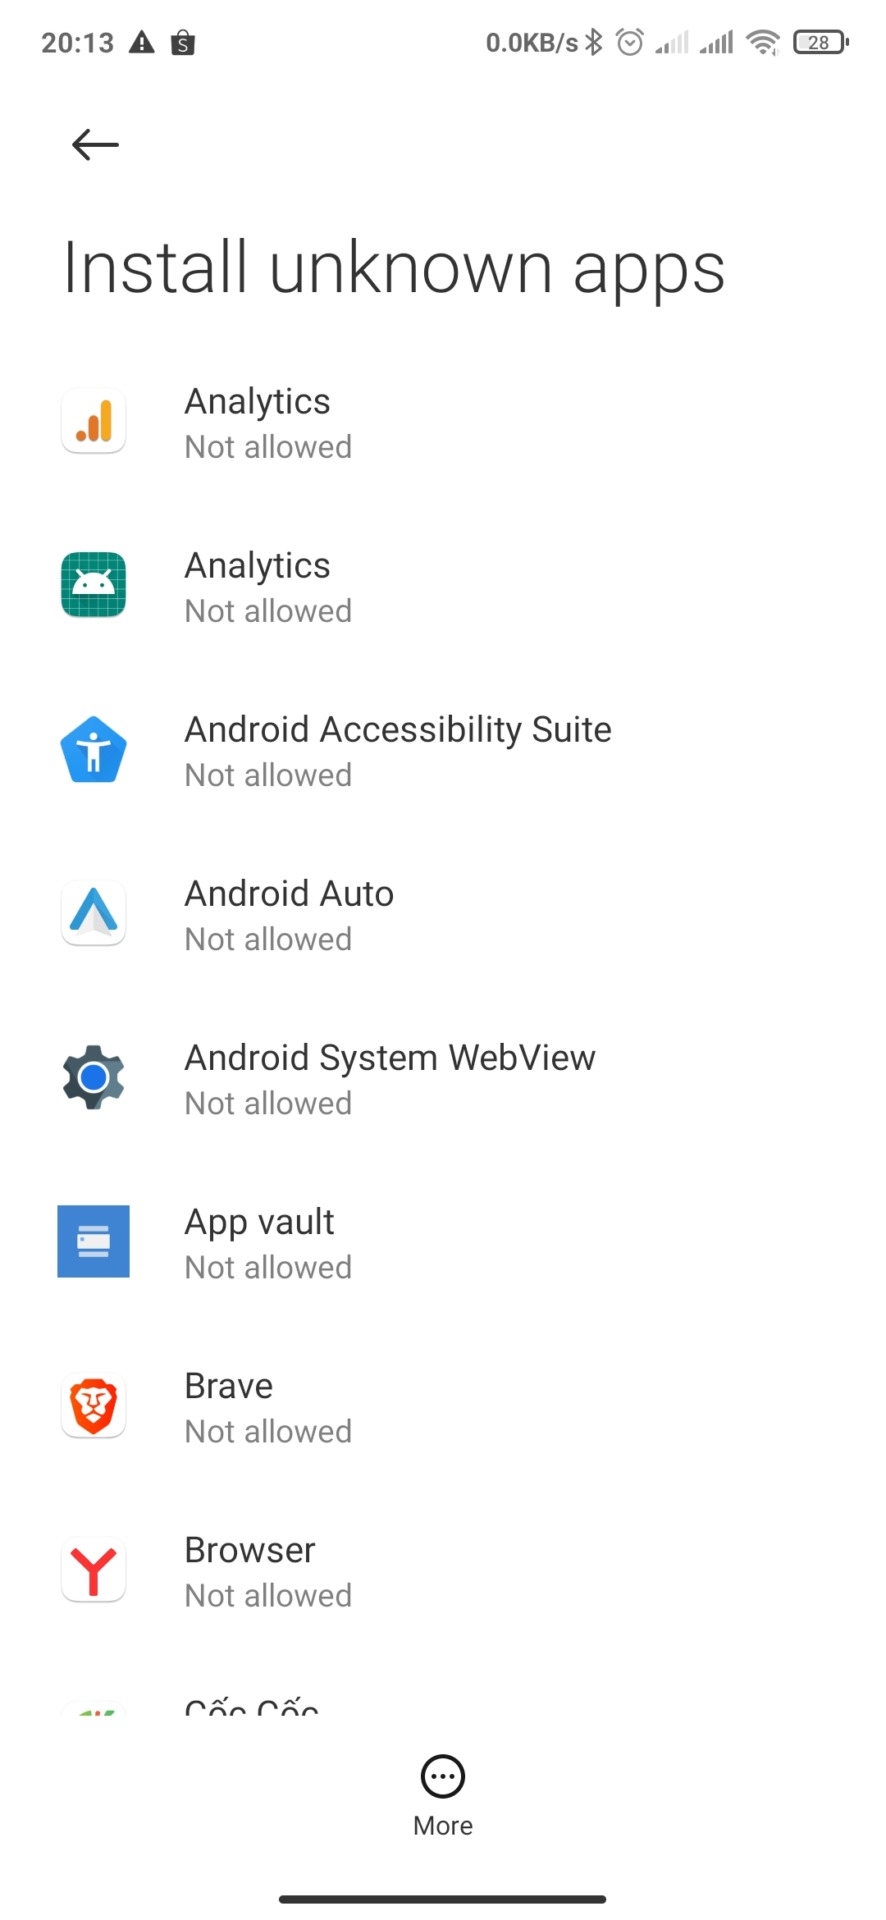 20:13
0.0KB/s
28
Install unknown apps
Analytics
Not allowed
Analytics
Not allowed
Android Accessibility Suite
Not allowed
Android Auto
Not allowed
Android System WebView
Not allowed
App vault
Not allowed
Brave
Not allowed
Browser
Not allowed
Cốc Cốc
More